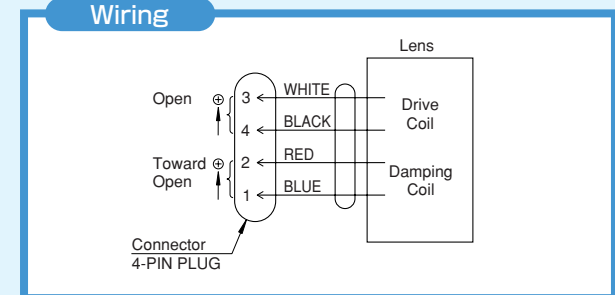 Wiring
Lens
Open ⊕ 3 WHITE
Drive
Coil
4 BLACK
Toward ⊕ 2 RED
Open
Damping
Coil
1 BLUE
Connector
4-PIN PLUG